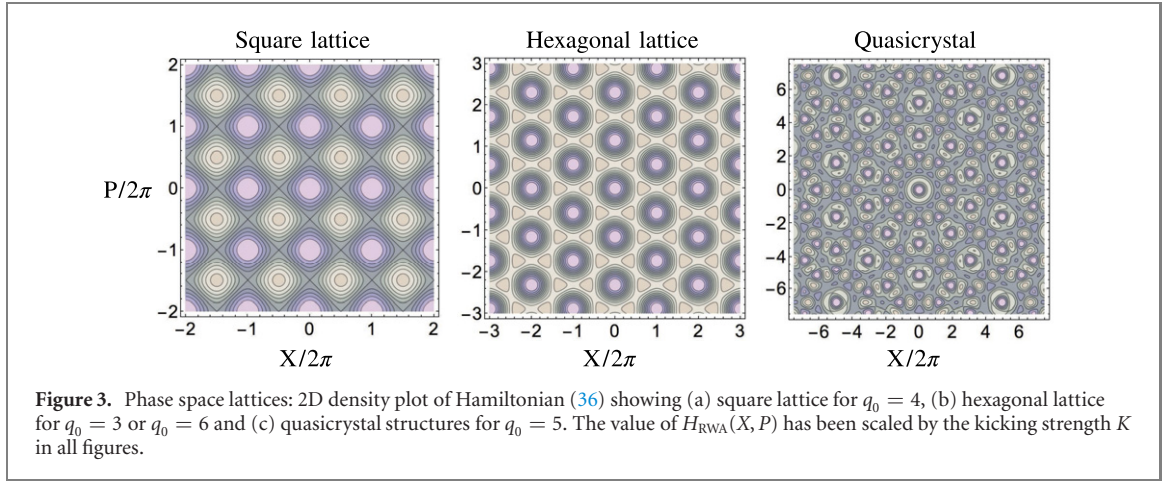 Square lattice
Hexagonal lattice
Quasicrystal
2
1
0
−1
−2
P/2π
−2 −1 0 1 2
X/2π
3
2
1
0
−1
−2
−3
−3 −2 −1 0 1 2 3
X/2π
6
4
2
0
−2
−4
−6
−6 −4 −2 0 2 4 6
X/2π
Figure 3. Phase space lattices: 2D density plot of Hamiltonian (36) showing (a) square lattice for q₀ = 4, (b) hexagonal lattice
for q₀ = 3 or q₀ = 6 and (c) quasicrystal structures for q₀ = 5. The value of H_RWA(X, P) has been scaled by the kicking strength K
in all figures.